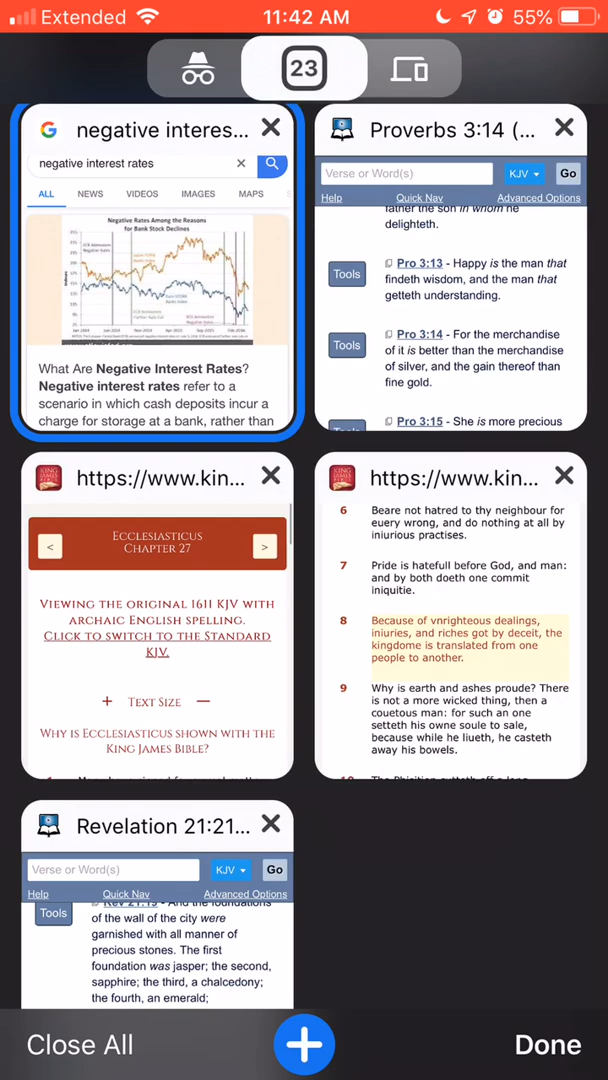 Extended 11:42 AM 55%
23
negative interes...
negative interest rates
ALL NEWS VIDEOS IMAGES MAPS
Negative Rates Among the Reasons
for Bank Stock Declines
What Are Negative Interest Rates?
Negative interest rates refer to a
scenario in which cash deposits incur a
charge for storage at a bank, rather than
Proverbs 3:14 (...
Verse or Word(s) KJV Go
Help Quick Nav Advanced Options
father the son in whom he
delighteth.
Tools
Pro 3:13 - Happy is the man that
findeth wisdom, and the man that
getteth understanding.
Tools
Pro 3:14 - For the merchandise
of it is better than the merchandise
of silver, and the gain thereof than
fine gold.
Tools
Pro 3:15 - She is more precious
https://www.kin...
Ecclesiasticus
Chapter 27
< >
Viewing the original 1611 KJV with
archaic English spelling.
Click to switch to the Standard
KJV.
+ Text Size −
Why is Ecclesiasticus shown with the
King James Bible?
https://www.kin...
6 Beare not hatred to thy neighbour for
euery wrong, and do nothing at all by
iniurious practises.
7 Pride is hatefull before God, and man:
and by both doeth one commit
iniquitie.
8 Because of vnrighteous dealings,
iniuries, and riches got by deceit, the
kingdome is translated from one
people to another.
9 Why is earth and ashes proude? There
is not a more wicked thing, then a
couetous man: for such an one
setteth his owne soule to sale,
because while he liueth, he casteth
away his bowels.
Revelation 21:21...
Verse or Word(s) KJV Go
Help Quick Nav Advanced Options
Tools
Rev 21:19 - And the foundations
of the wall of the city were
garnished with all manner of
precious stones. The first
foundation was jasper; the second,
sapphire; the third, a chalcedony;
the fourth, an emerald;
Close All + Done